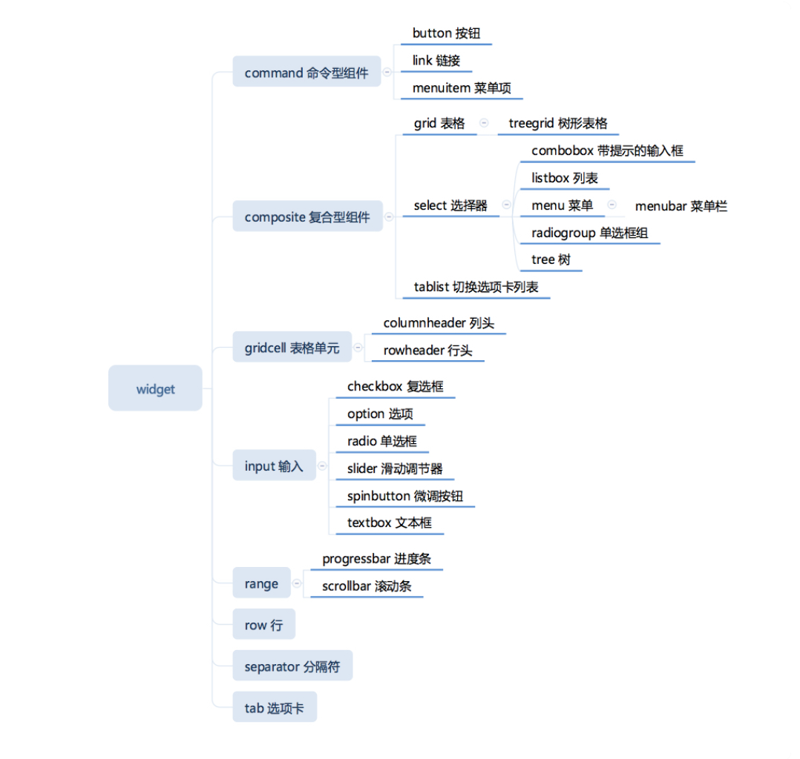 widget
command 命令型组件
button 按钮
link 链接
menuitem 菜单项
composite 复合型组件
grid 表格
treegrid 树形表格
select 选择器
combobox 带提示的输入框
listbox 列表
menu 菜单
menubar 菜单栏
radiogroup 单选框组
tree 树
tablist 切换选项卡列表
gridcell 表格单元
columnheader 列头
rowheader 行头
input 输入
checkbox 复选框
option 选项
radio 单选框
slider 滑动调节器
spinbutton 微调按钮
textbox 文本框
range
progressbar 进度条
scrollbar 滚动条
row 行
separator 分隔符
tab 选项卡